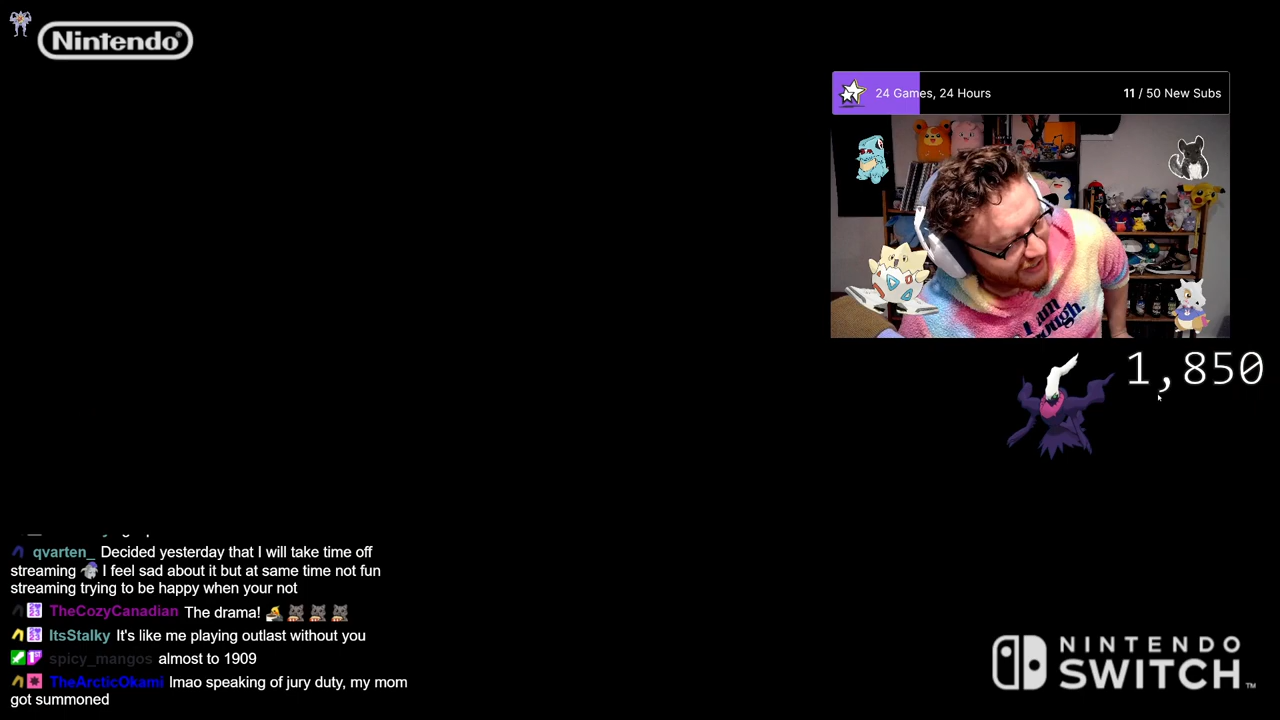 Nintendo
24 Games, 24 Hours
11 / 50 New Subs
I am
enough.
1,850
qvarten_ Decided yesterday that I will take time off
streaming I feel sad about it but at same time not fun
streaming trying to be happy when your not
TheCozyCanadian The drama!
ItsStalky It's like me playing outlast without you
spicy_mangos almost to 1909
TheArcticOkami lmao speaking of jury duty, my mom
got summoned
NINTENDO
SWITCH™